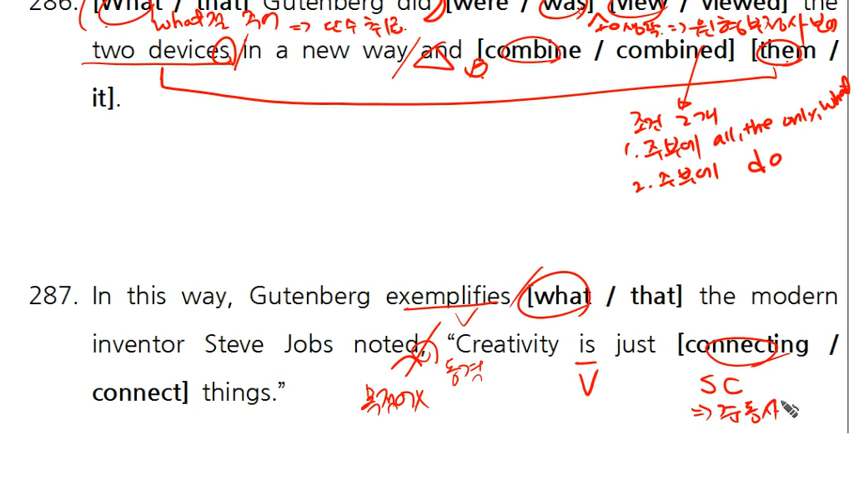 286. [What / that] Gutenberg did [were / was] [view / viewed] the
what절 주어 => 단수취급
to생략 => 원형부정사 보어
two devices in a new way and [combine / combined] [them /
it].
조건 2개
1. 주부에 all, the only, what
2. 주부에 do
287. In this way, Gutenberg exemplifies [what / that] the modern
V
inventor Steve Jobs noted, “Creativity is just [connecting /
동격
V
connect] things.”
목적어X
SC
=> 주동사